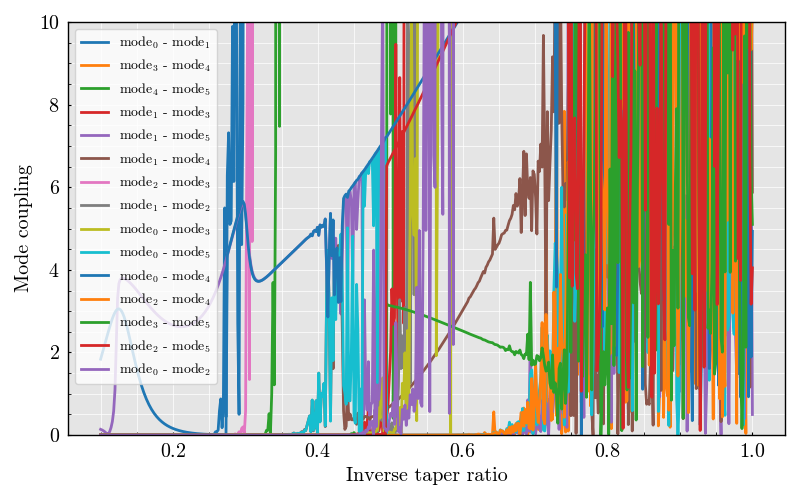 10
8
6
4
2
0
Mode coupling
mode₀ - mode₁
mode₃ - mode₄
mode₄ - mode₅
mode₁ - mode₃
mode₁ - mode₅
mode₁ - mode₄
mode₂ - mode₃
mode₁ - mode₂
mode₀ - mode₃
mode₀ - mode₅
mode₀ - mode₄
mode₂ - mode₄
mode₃ - mode₅
mode₂ - mode₅
mode₀ - mode₂
0.2 0.4 0.6 0.8 1.0
Inverse taper ratio